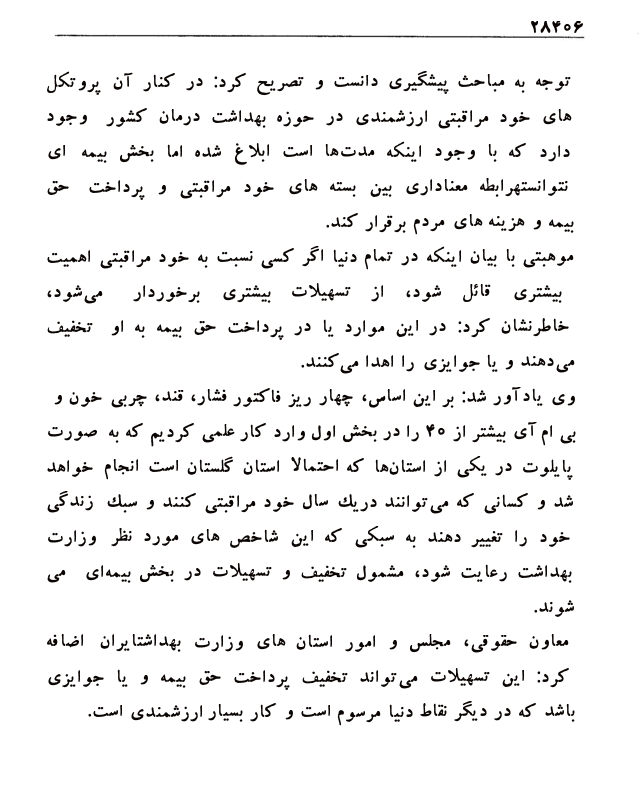 ۲۸۴۰۶
توجه به مباحث پیشگیری دانست و تصریح کرد: در کنار آن پروتکل
های خود مراقبتی ارزشمندی در حوزه بهداشت درمان کشور وجود
دارد که با وجود اینکه مدت‌ها است ابلاغ شده اما بخش بیمه ای
نتوانستهرابطه معناداری بین بسته های خود مراقبتی و پرداخت حق
بیمه و هزینه های مردم برقرار کند.
موهبتی با بیان اینکه در تمام دنیا اگر کسی نسبت به خود مراقبتی اهمیت
بیشتری قائل شود، از تسهیلات بیشتری برخوردار می‌شود،
خاطرنشان کرد: در این موارد یا در پرداخت حق بیمه به او تخفیف
می‌دهند و یا جوایزی را اهدا می‌کنند.
وی یادآور شد: بر این اساس، چهار ریز فاکتور فشار، قند، چربی خون و
بی ام آی بیشتر از ۴۰ را در بخش اول وارد کار علمی کردیم که به صورت
پایلوت در یکی از استان‌ها که احتمالا استان گلستان است انجام خواهد
شد و کسانی که می‌توانند دریك سال خود مراقبتی کنند و سبك زندگی
خود را تغییر دهند به سبکی که این شاخص های مورد نظر وزارت
بهداشت رعایت شود، مشمول تخفیف و تسهیلات در بخش بیمه‌ای می
شوند.
معاون حقوقی، مجلس و امور استان های وزارت بهداشتایران اضافه
کرد: این تسهیلات می‌تواند تخفیف پرداخت حق بیمه و یا جوایزی
باشد که در دیگر نقاط دنیا مرسوم است و کار بسیار ارزشمندی است.